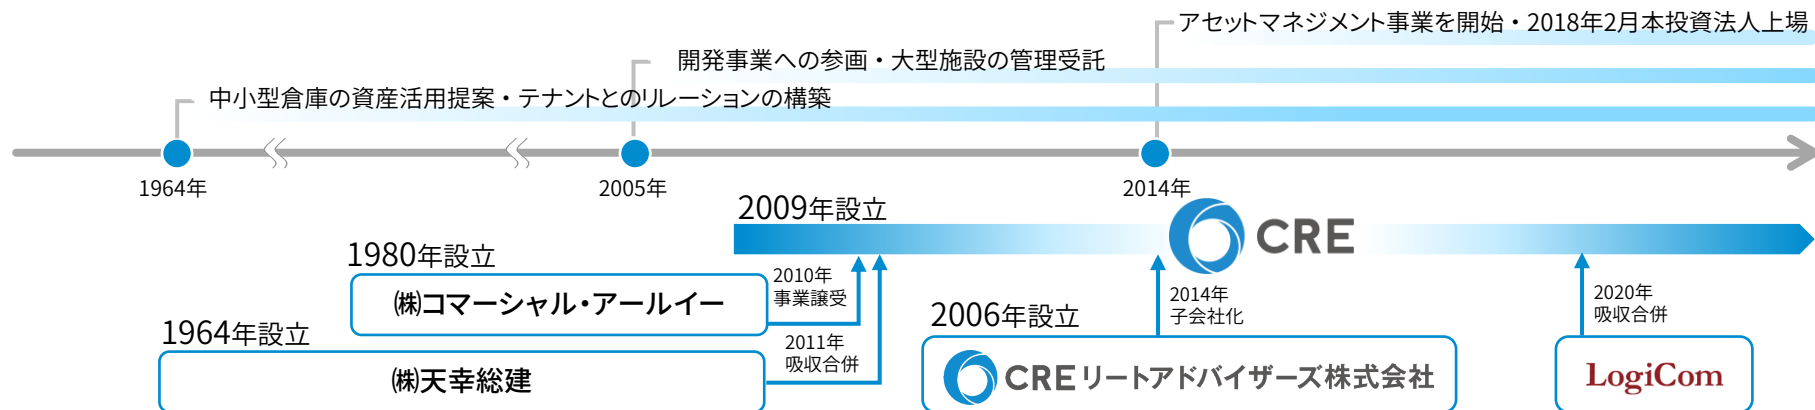 アセットマネジメント事業を開始・2018年2月本投資法人上場
開発事業への参画・大型施設の管理受託
中小型倉庫の資産活用提案・テナントとのリレーションの構築
1964年
2005年
2014年
2009年設立
CRE
1980年設立
㈱コマーシャル・アールイー
2010年
事業譲受
1964年設立
㈱天幸総建
2011年
吸収合併
2006年設立
CREリートアドバイザーズ株式会社
2014年
子会社化
2020年
吸収合併
LogiCom